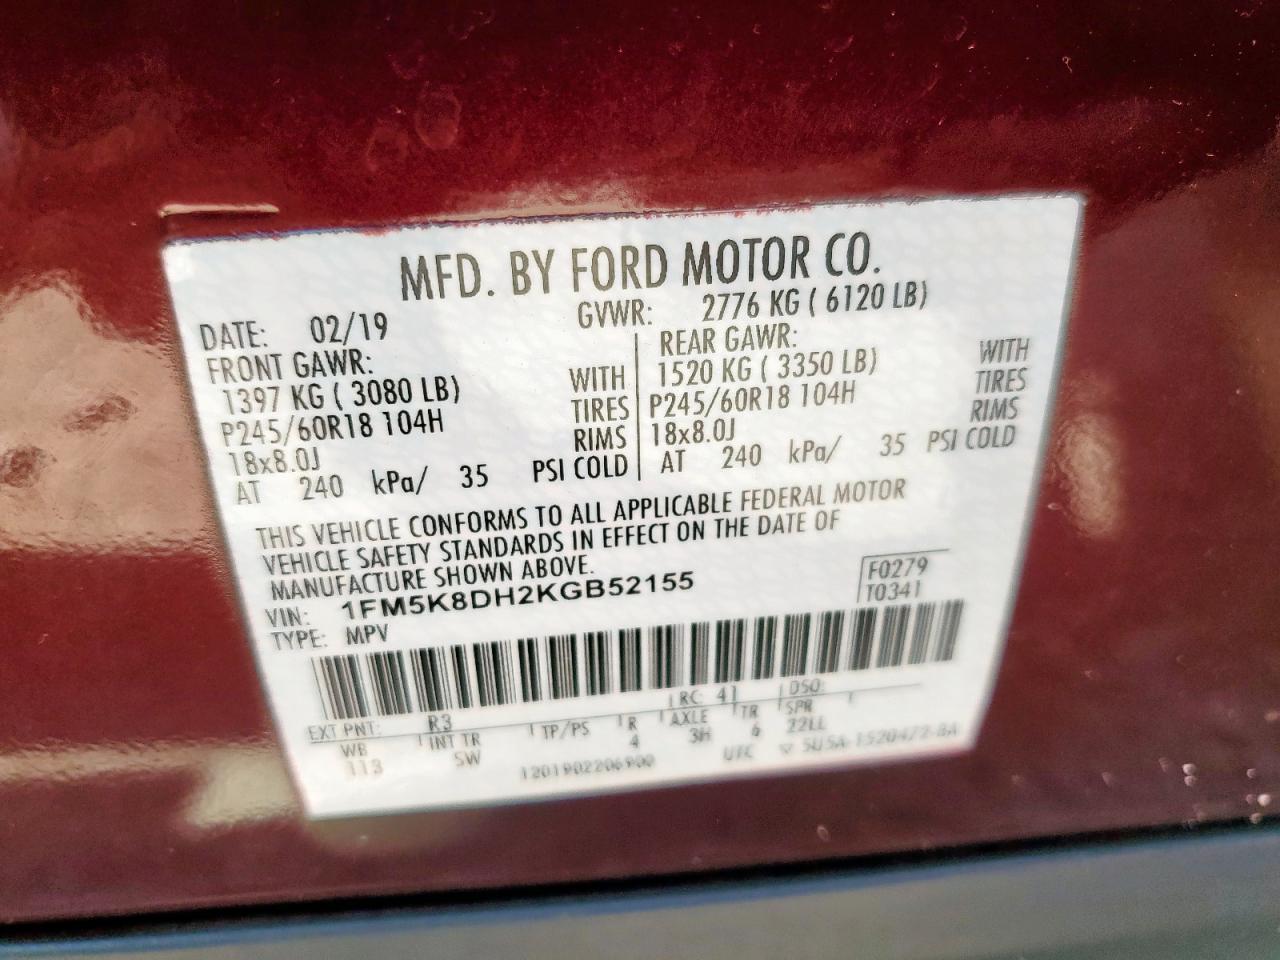 MFD. BY FORD MOTOR CO.
DATE: 02/19 GVWR: 2776 KG ( 6120 LB)
FRONT GAWR: REAR GAWR:
1397 KG ( 3080 LB) WITH 1520 KG ( 3350 LB) WITH
P245/60R18 104H TIRES P245/60R18 104H TIRES
18x8.0J RIMS 18x8.0J RIMS
AT 240 kPa/ 35 PSI COLD AT 240 kPa/ 35 PSI COLD
THIS VEHICLE CONFORMS TO ALL APPLICABLE FEDERAL MOTOR
VEHICLE SAFETY STANDARDS IN EFFECT ON THE DATE OF
MANUFACTURE SHOWN ABOVE.
VIN: 1FM5K8DH2KGB52155 F0279
TYPE: MPV T0341
EXT PNT: R3 RC: 41 DSO:
WB INT TR TP/PS R AXLE TR SPR
113 SW 4 3H 6 22LL
1201902206900 UTC 5U5A-1520472-BA